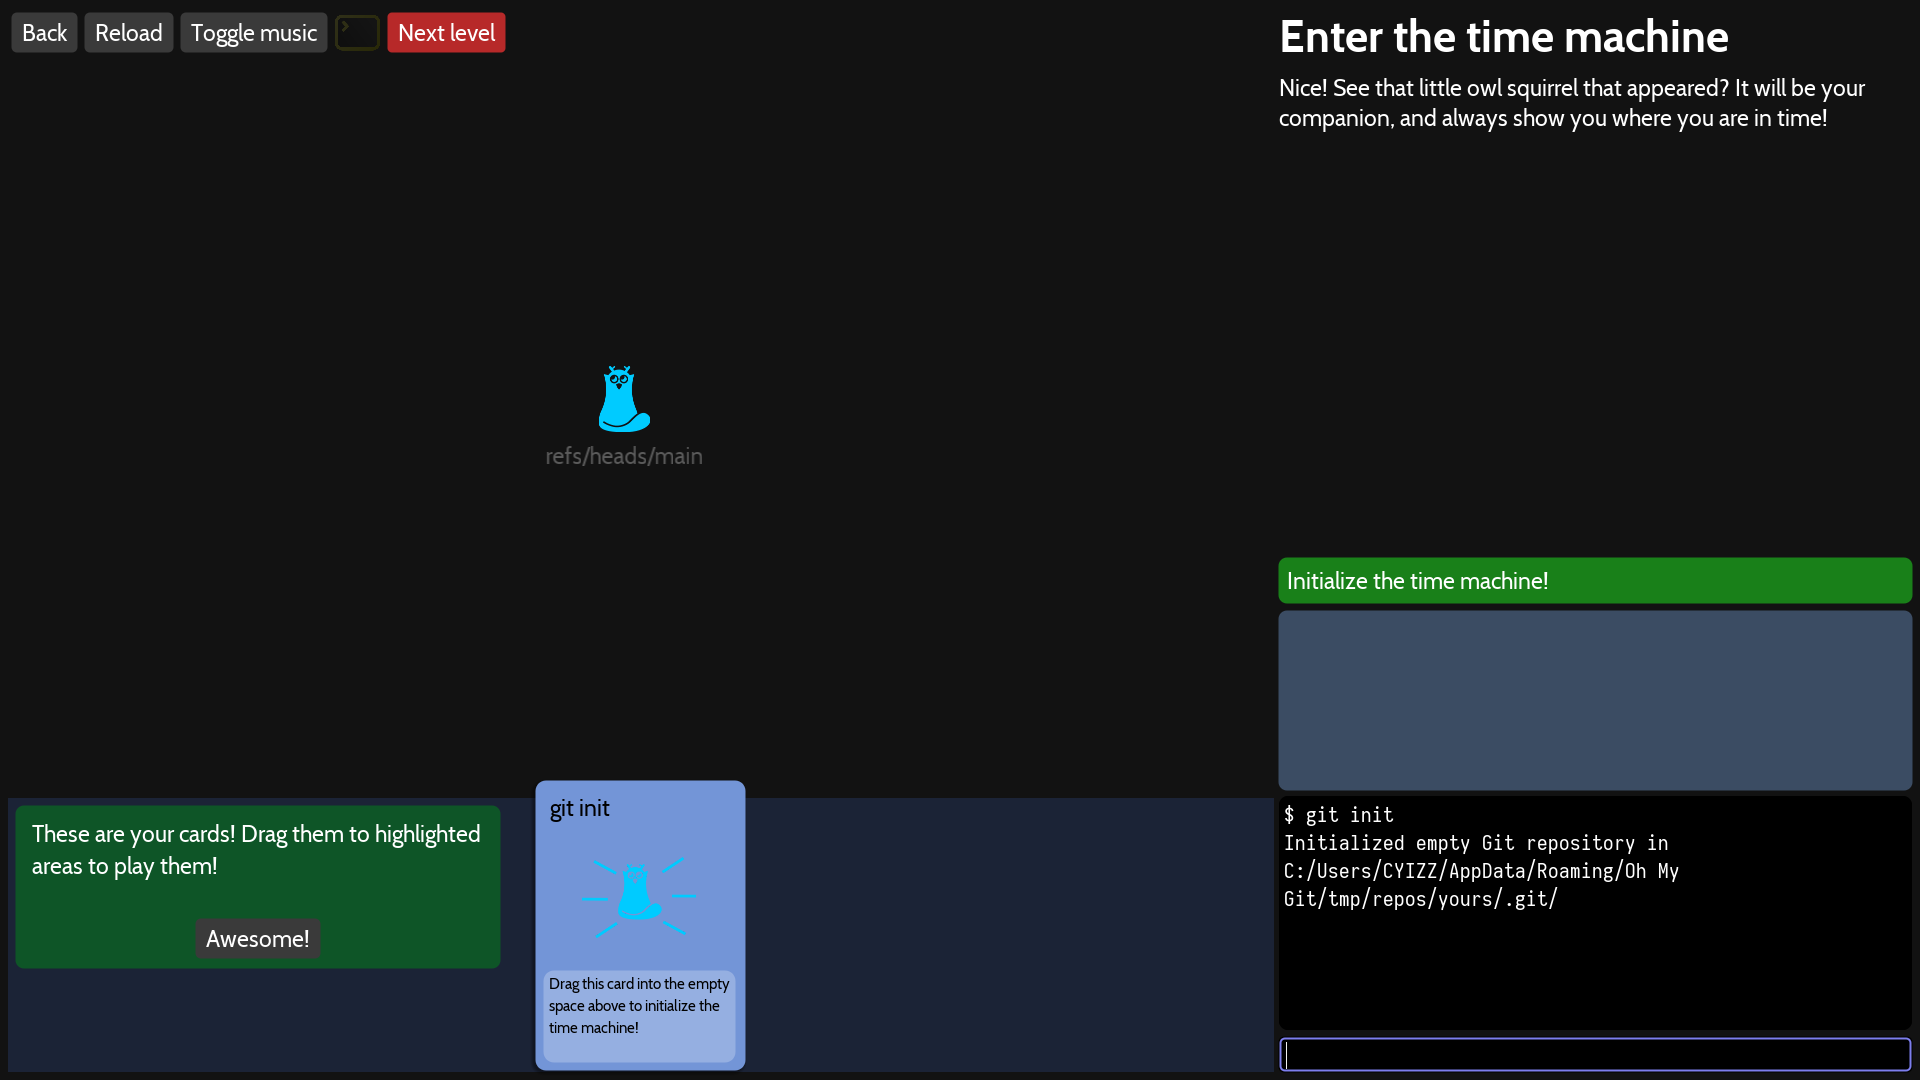 Back Reload Toggle music Next level
Enter the time machine
Nice! See that little owl squirrel that appeared? It will be your
companion, and always show you where you are in time!
refs/heads/main
Initialize the time machine!
These are your cards! Drag them to highlighted
areas to play them!
Awesome!
git init
Drag this card into the empty
space above to initialize the
time machine!
$ git init
Initialized empty Git repository in
C:/Users/CYIZZ/AppData/Roaming/Oh My
Git/tmp/repos/yours/.git/